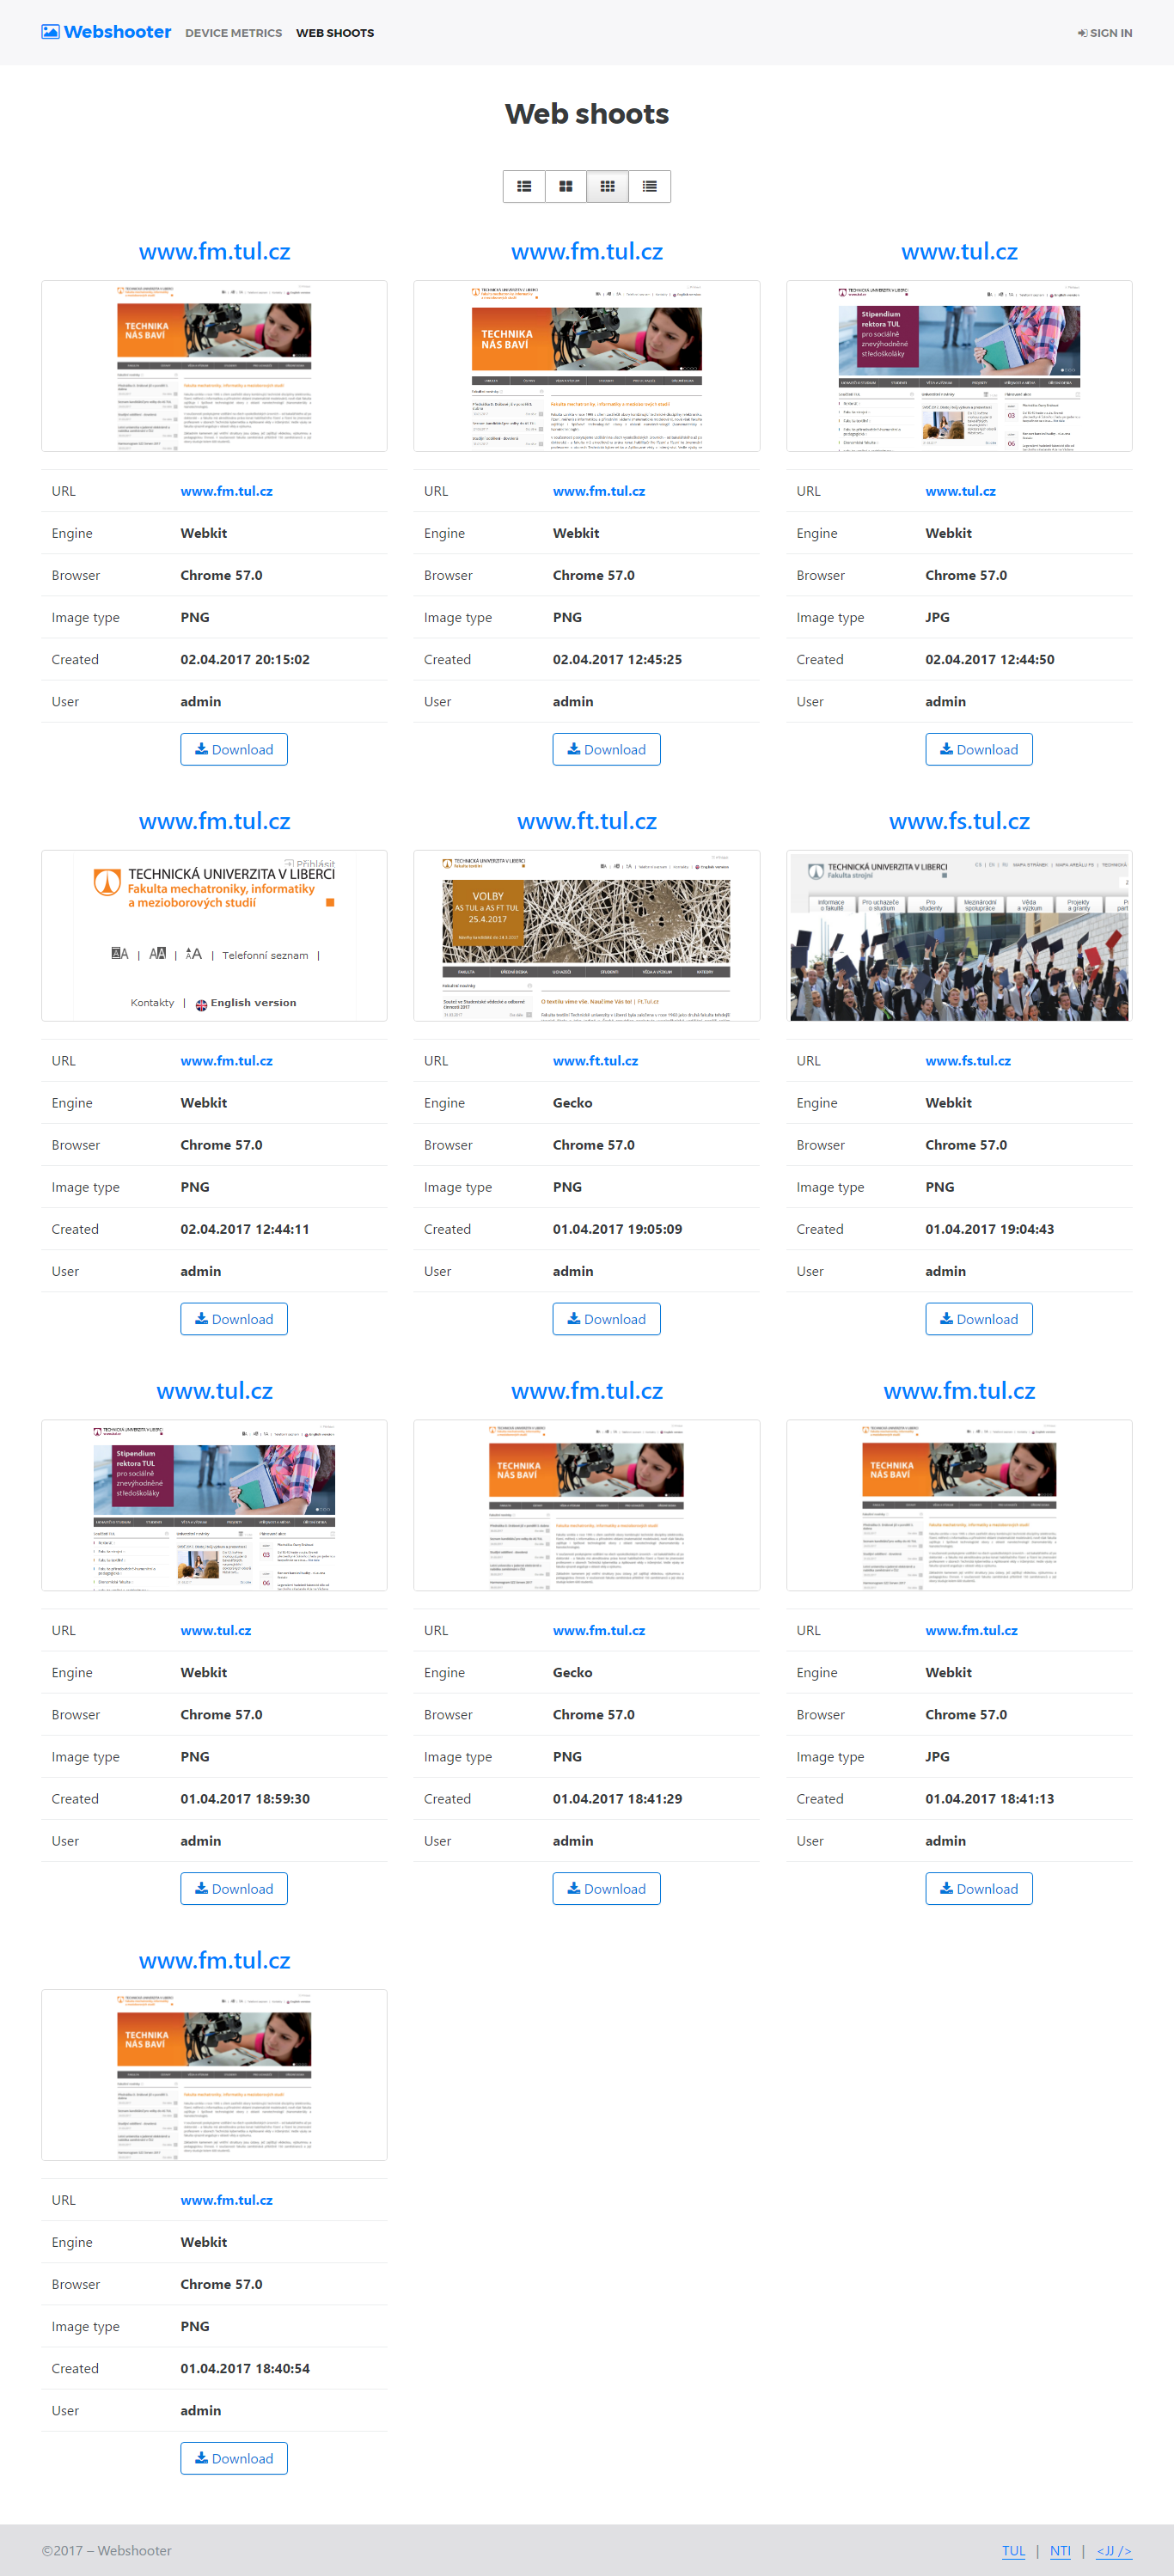 Webshooter DEVICE METRICS WEB SHOOTS SIGN IN
Web shoots
www.fm.tul.cz
TECHNIKA
NÁS BAVÍ
URL www.fm.tul.cz
Engine Webkit
Browser Chrome 57.0
Image type PNG
Created 02.04.2017 20:15:02
User admin
Download
www.fm.tul.cz
TECHNIKA
NÁS BAVÍ
URL www.fm.tul.cz
Engine Webkit
Browser Chrome 57.0
Image type PNG
Created 02.04.2017 12:45:25
User admin
Download
www.tul.cz
Stipendium
rektora TUL
pro sociálně
znevýhodněné
středoškoláky
URL www.tul.cz
Engine Webkit
Browser Chrome 57.0
Image type JPG
Created 02.04.2017 12:44:50
User admin
Download
www.fm.tul.cz
Přihlásit
TECHNICKÁ UNIVERZITA V LIBERCI
Fakulta mechatroniky, informatiky
a mezioborových studií
AA | AA | AA | Telefonní seznam |
Kontakty | English version
URL www.fm.tul.cz
Engine Webkit
Browser Chrome 57.0
Image type PNG
Created 02.04.2017 12:44:11
User admin
Download
www.ft.tul.cz
TECHNICKÁ UNIVERZITA V LIBERCI
VOLBY
AS TUL a AS FT TUL
25.4.2017
URL www.ft.tul.cz
Engine Gecko
Browser Chrome 57.0
Image type PNG
Created 01.04.2017 19:05:09
User admin
Download
www.fs.tul.cz
TECHNICKÁ UNIVERZITA V LIBERCI
Fakulta strojní
CS | EN | RU MAPA STRÁNEK | MAPA AREÁLU FS | TECHNICKÁ
Informace o fakultě
Pro uchazeče o studium
Pro studenty
Mezinárodní spolupráce
Věda a výzkum
Projekty a granty
URL www.fs.tul.cz
Engine Webkit
Browser Chrome 57.0
Image type PNG
Created 01.04.2017 19:04:43
User admin
Download
www.tul.cz
Stipendium
rektora TUL
pro sociálně
znevýhodněné
středoškoláky
URL www.tul.cz
Engine Webkit
Browser Chrome 57.0
Image type PNG
Created 01.04.2017 18:59:30
User admin
Download
www.fm.tul.cz
TECHNIKA
NÁS BAVÍ
URL www.fm.tul.cz
Engine Gecko
Browser Chrome 57.0
Image type PNG
Created 01.04.2017 18:41:29
User admin
Download
www.fm.tul.cz
TECHNIKA
NÁS BAVÍ
URL www.fm.tul.cz
Engine Webkit
Browser Chrome 57.0
Image type JPG
Created 01.04.2017 18:41:13
User admin
Download
www.fm.tul.cz
TECHNIKA
NÁS BAVÍ
URL www.fm.tul.cz
Engine Webkit
Browser Chrome 57.0
Image type PNG
Created 01.04.2017 18:40:54
User admin
Download
©2017 – Webshooter TUL | NTI | <JJ />